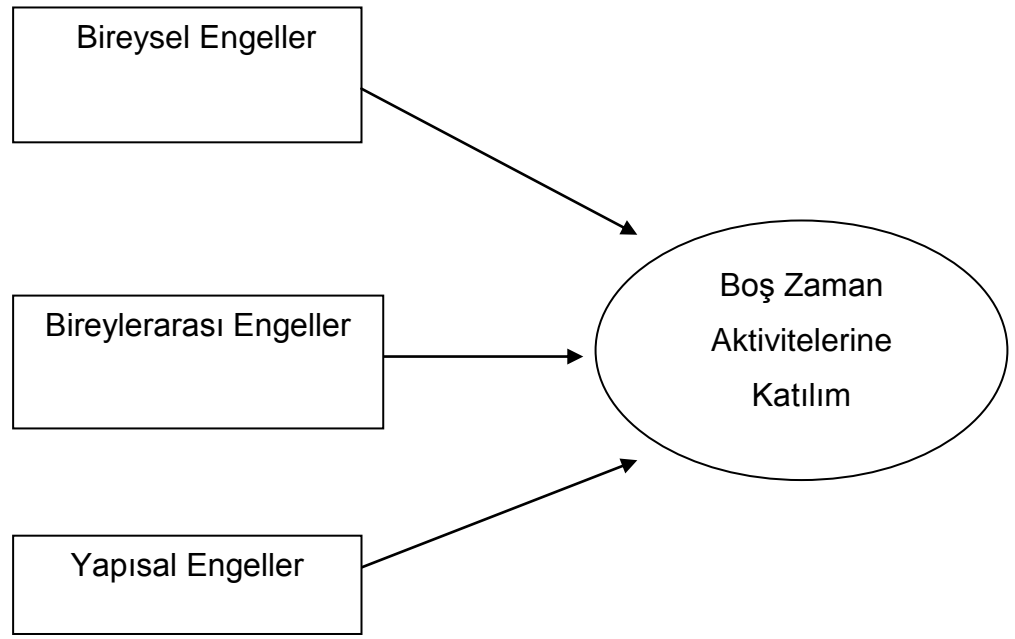 Bireysel Engeller
Bireylerarası Engeller
Boş Zaman
Aktivitelerine
Katılım
Yapısal Engeller